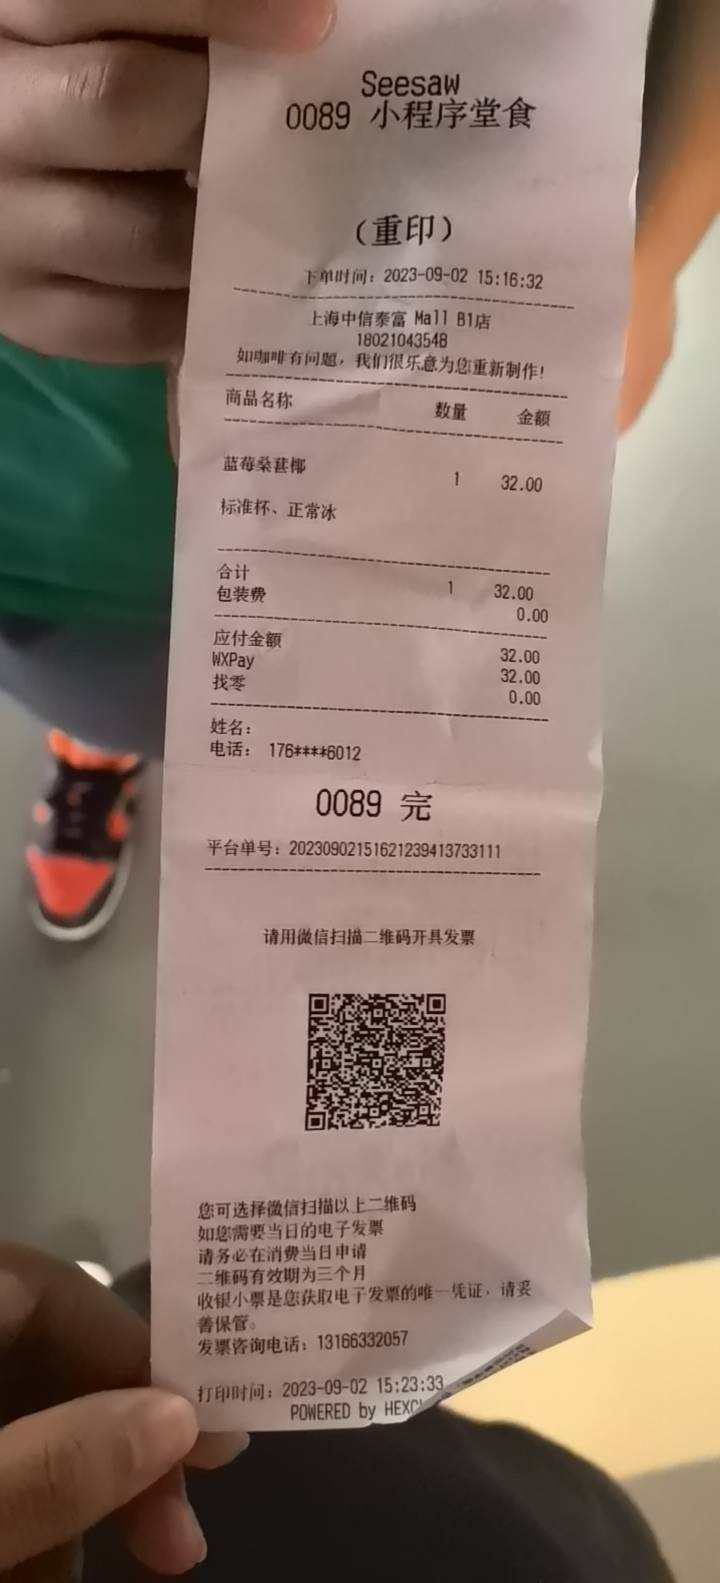 Seesaw
0089 小程序堂食
（重印）
下单时间：2023-09-02 15:16:32
上海中信泰富 Mall B1店
18021043548
如咖啡有问题，我们很乐意为您重新制作！
商品名称 数量 金额
蓝莓桑葚椰 1 32.00
标准杯、正常冰
合计 1 32.00
包装费 0.00
应付金额 32.00
WXPay 32.00
找零 0.00
姓名：
电话： 176****6012
0089 完
平台单号：20230902151621239413733111
请用微信扫描二维码开具发票
您可选择微信扫描以上二维码
如您需要当日的电子发票
请务必在消费当日申请
二维码有效期为三个月
收银小票是您获取电子发票的唯一凭证，请妥
善保管。
发票咨询电话：13166332057
打印时间：2023-09-02 15:23:33
POWERED by